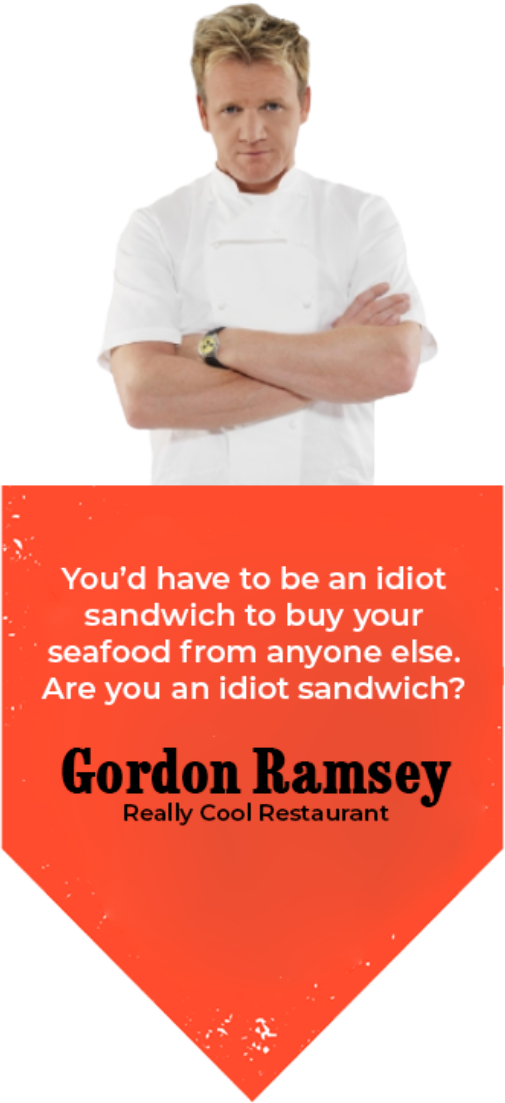 You’d have to be an idiot
sandwich to buy your
seafood from anyone else.
Are you an idiot sandwich?
Gordon Ramsey
Really Cool Restaurant